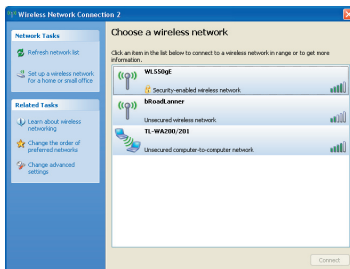 Wireless Network Connection 2
Network Tasks
Refresh network list
Set up a wireless network
for a home or small office
Related Tasks
Learn about wireless
networking
Change the order of
preferred networks
Change advanced
settings
Choose a wireless network
Click an item in the list below to connect to a wireless network in range or to get more
information.
WL550gE
Security-enabled wireless network
bRoadLanner
Unsecured wireless network
TL-WA200/201
Unsecured computer-to-computer network
Connect